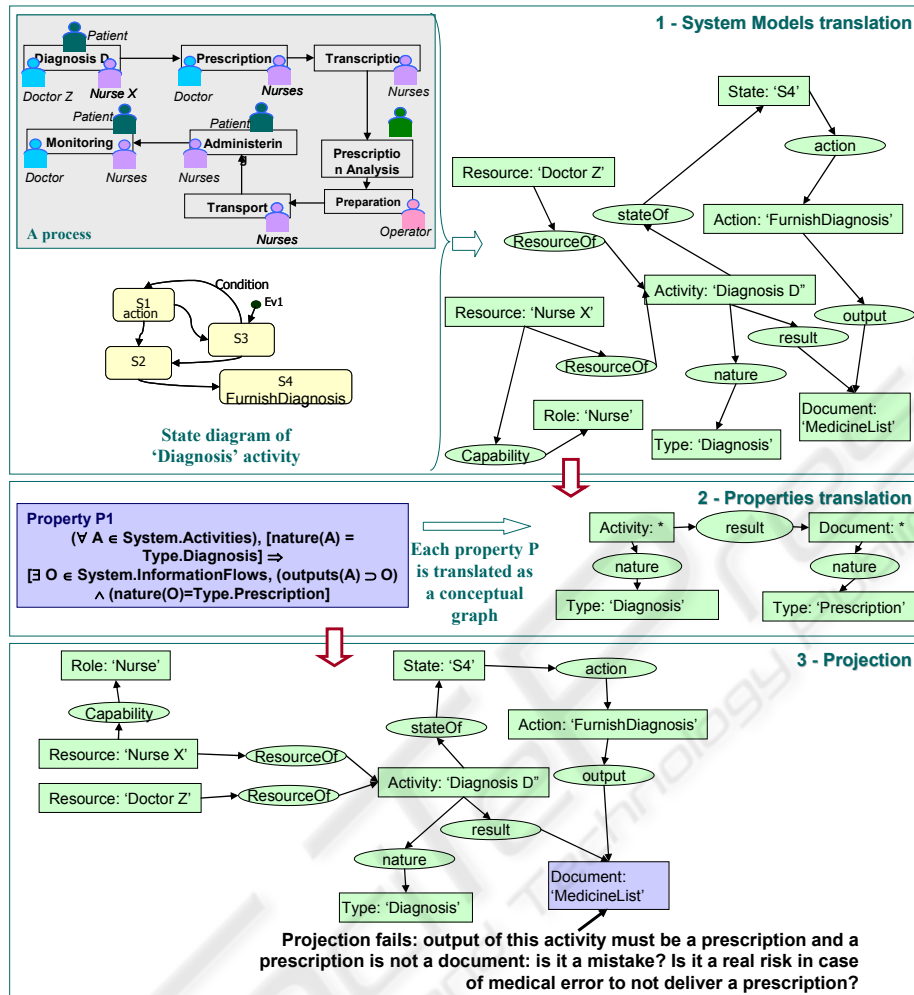 1 - System Models translation
Patient
Diagnosis D
Prescription
Transcriptio
Doctor Z
Nurse X
Doctor
Nurses
Nurses
Patient
Patient
Monitoring
Administerin
g
Prescriptio
n Analysis
Doctor
Nurses
Nurses
Transport
Preparation
Nurses
Operator
A process
Condition
Ev1
S1
action
S3
S2
S4
FurnishDiagnosis
State diagram of
‘Diagnosis’ activity
State: ‘S4’
action
Resource: ‘Doctor Z’
stateOf
Action: ‘FurnishDiagnosis’
ResourceOf
Activity: ‘Diagnosis D”
Resource: ‘Nurse X’
output
result
ResourceOf
nature
Role: ‘Nurse’
Document:
‘MedicineList’
Capability
Type: ‘Diagnosis’
2 - Properties translation
Property P1
(∀ A ∈ System.Activities), [nature(A) =
Type.Diagnosis] ⇒
[∃ O ∈ System.InformationFlows, (outputs(A) ⊃ O)
∧ (nature(O)=Type.Prescription]
Each property P
is translated as
a conceptual
graph
Activity: *
result
Document: *
nature
nature
Type: ‘Diagnosis’
Type: ‘Prescription’
3 - Projection
Role: ‘Nurse’
State: ‘S4’
action
Capability
stateOf
Action: ‘FurnishDiagnosis’
Resource: ‘Nurse X’
ResourceOf
output
Activity: ‘Diagnosis D”
Resource: ‘Doctor Z’
ResourceOf
result
nature
Document:
‘MedicineList’
Type: ‘Diagnosis’
Projection fails: output of this activity must be a prescription and a
prescription is not a document: is it a mistake? Is it a real risk in case
of medical error to not deliver a prescription?